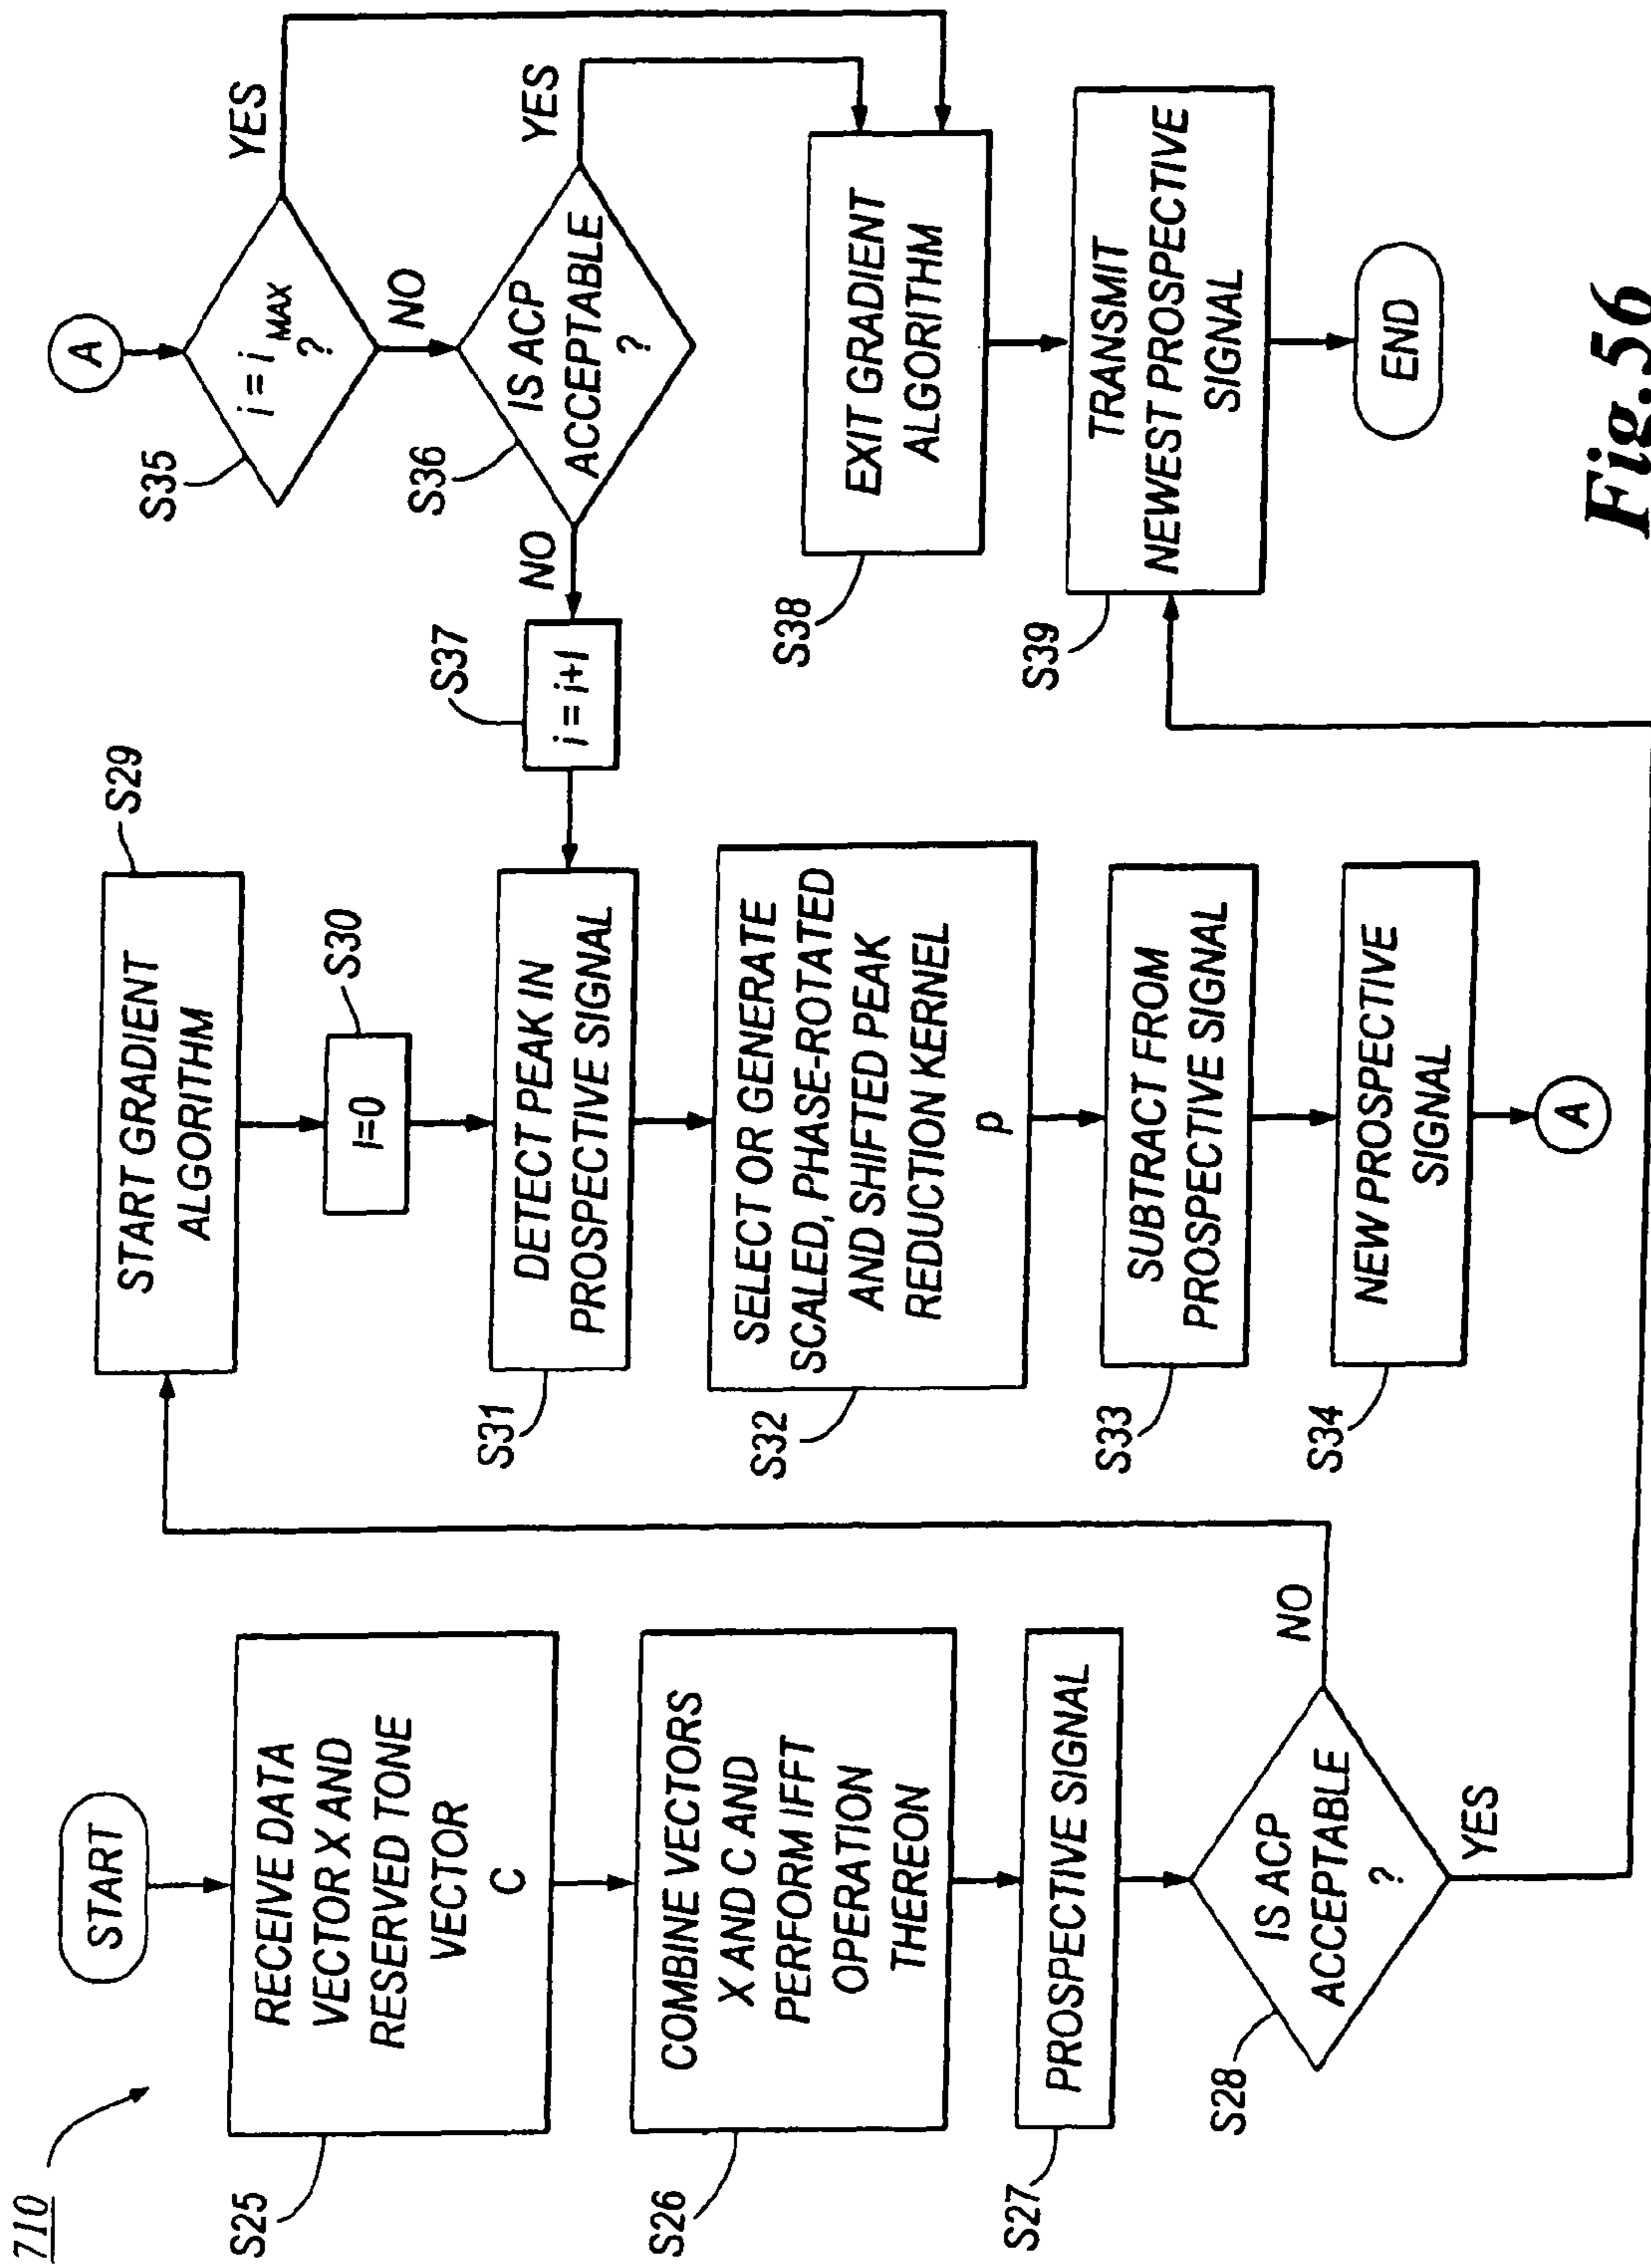 710
START
S25
RECEIVE DATA
VECTOR X AND
RESERVED TONE
VECTOR
C
S26
COMBINE VECTORS
X AND C AND
PERFORM IFFT
OPERATION
THEREON
S27
PROSPECTIVE SIGNAL
S28
IS ACP
ACCEPTABLE
?
NO
YES
S29
START GRADIENT
ALGORITHM
S30
I=0
S31
DETECT PEAK IN
PROSPECTIVE SIGNAL
S32
SELECT OR GENERATE
SCALED, PHASE-ROTATED
AND SHIFTED PEAK
REDUCTION KERNEL
P
S33
SUBTRACT FROM
PROSPECTIVE SIGNAL
S34
NEW PROSPECTIVE
SIGNAL
A
A
S35
i = i MAX
?
YES
NO
S36
IS ACP
ACCEPTABLE
?
YES
NO
S37
i = i+1
S38
EXIT GRADIENT
ALGORITHM
S39
TRANSMIT
NEWEST PROSPECTIVE
SIGNAL
END
Fig.56